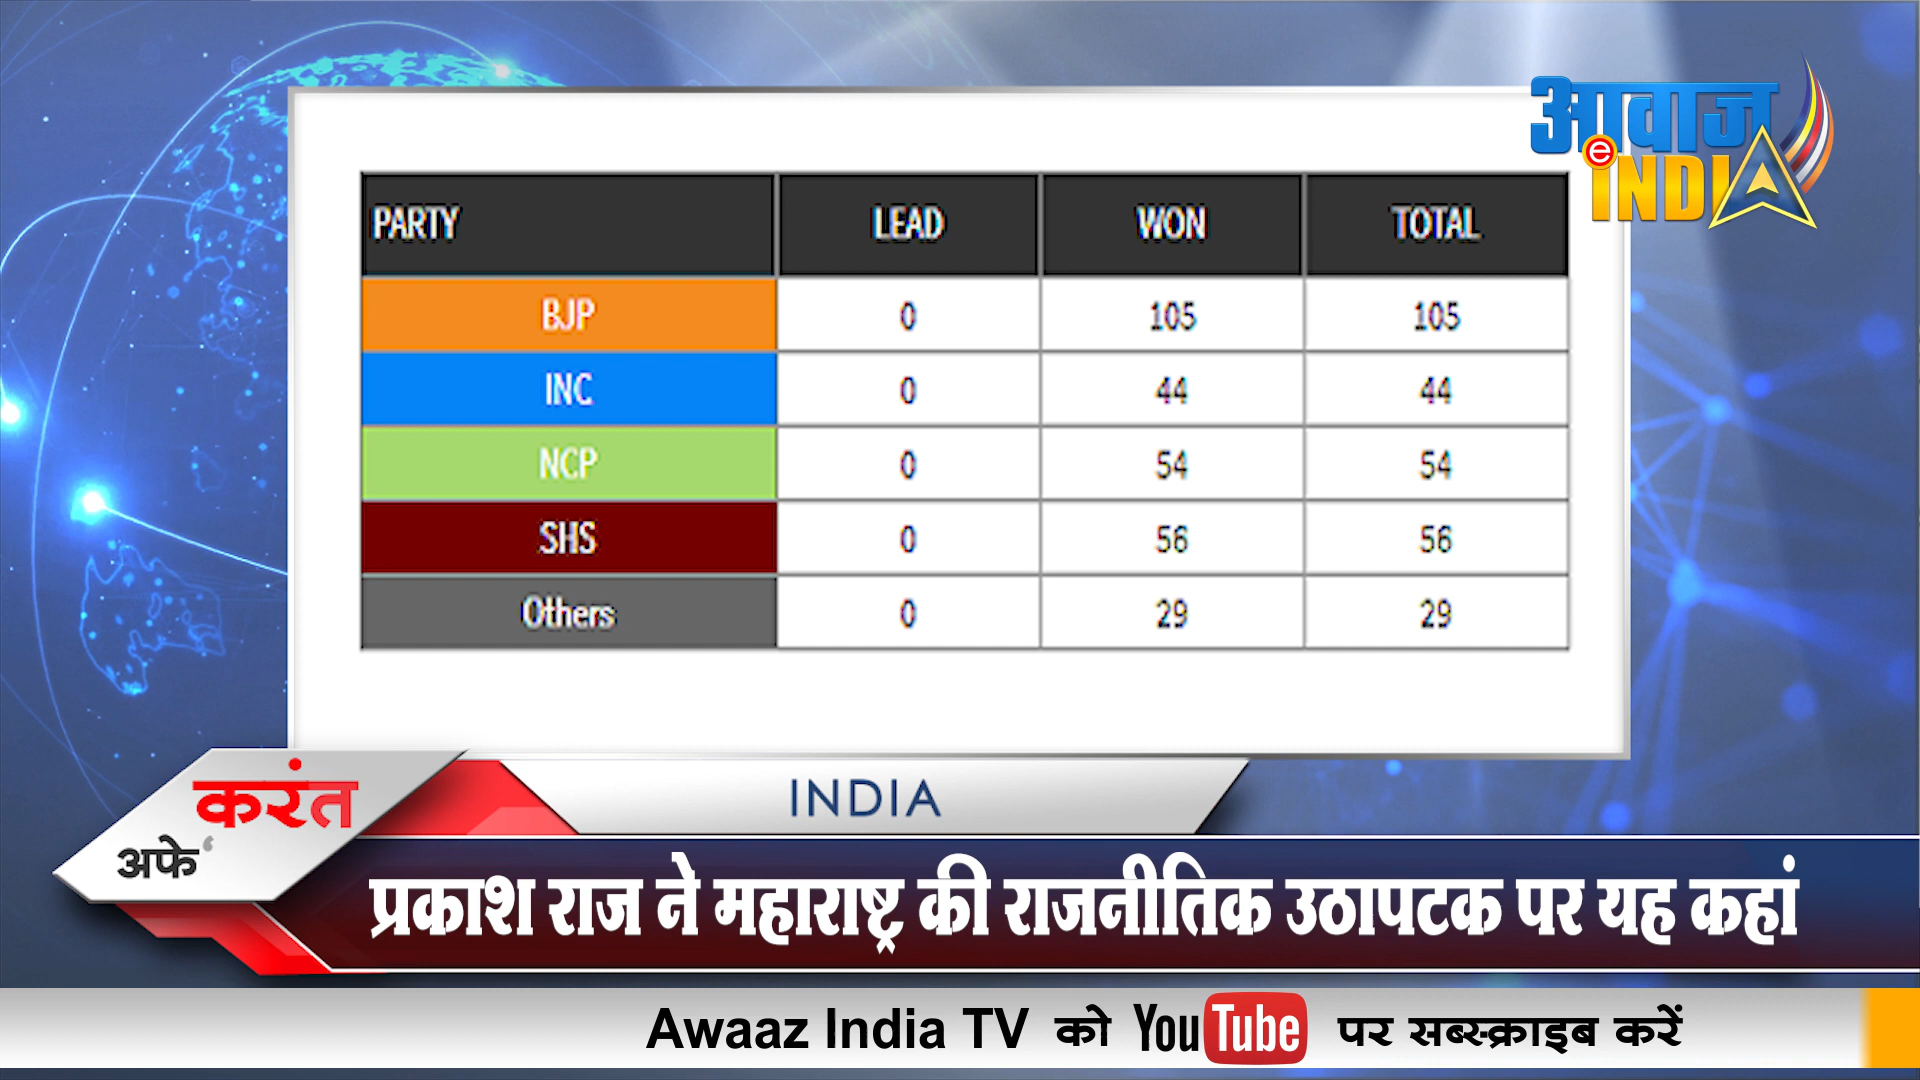 आवाज
e
INDIA
PARTY LEAD WON TOTAL
BJP 0 105 105
INC 0 44 44
NCP 0 54 54
SHS 0 56 56
Others 0 29 29
करंत
अफे
INDIA
प्रकाश राज ने महाराष्ट्र की राजनीतिक उठापटक पर यह कहां
Awaaz India TV को YouTube पर सब्स्क्राइब करें